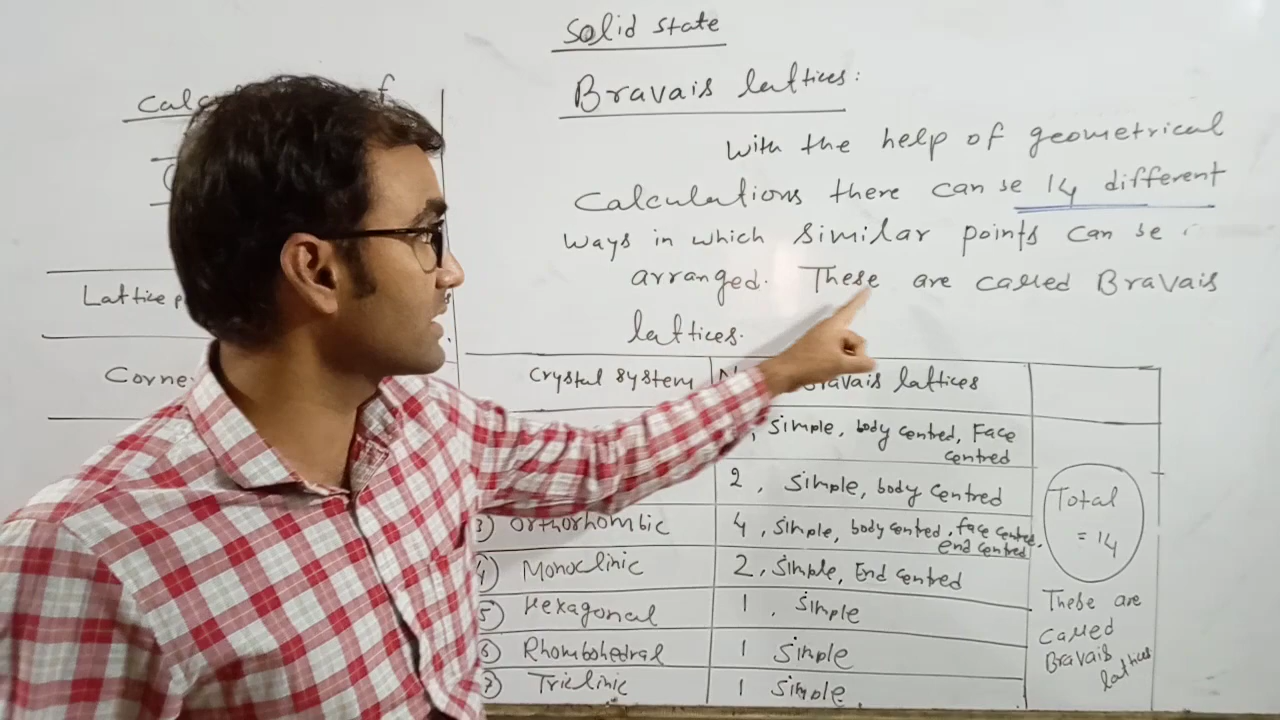 Solid state
Bravais lattices:
With the help of geometrical
Calculations there can be 14 different
ways in which similar points can be
arranged. These are called Bravais
lattices.
Lattice
Crystal system
Bravais lattices
, Simple, body centred, Face
centred
2, Simple, body centred
3) Orthorhombic
4, Simple, body centred, face centred,
end centred
4 Monoclinic
2, Simple, End centred
5 Hexagonal
1, Simple
6 Rhombohedral
1 Simple
7 Triclinic
1 Simple
Total
= 14
These are
called
Bravais
lattices